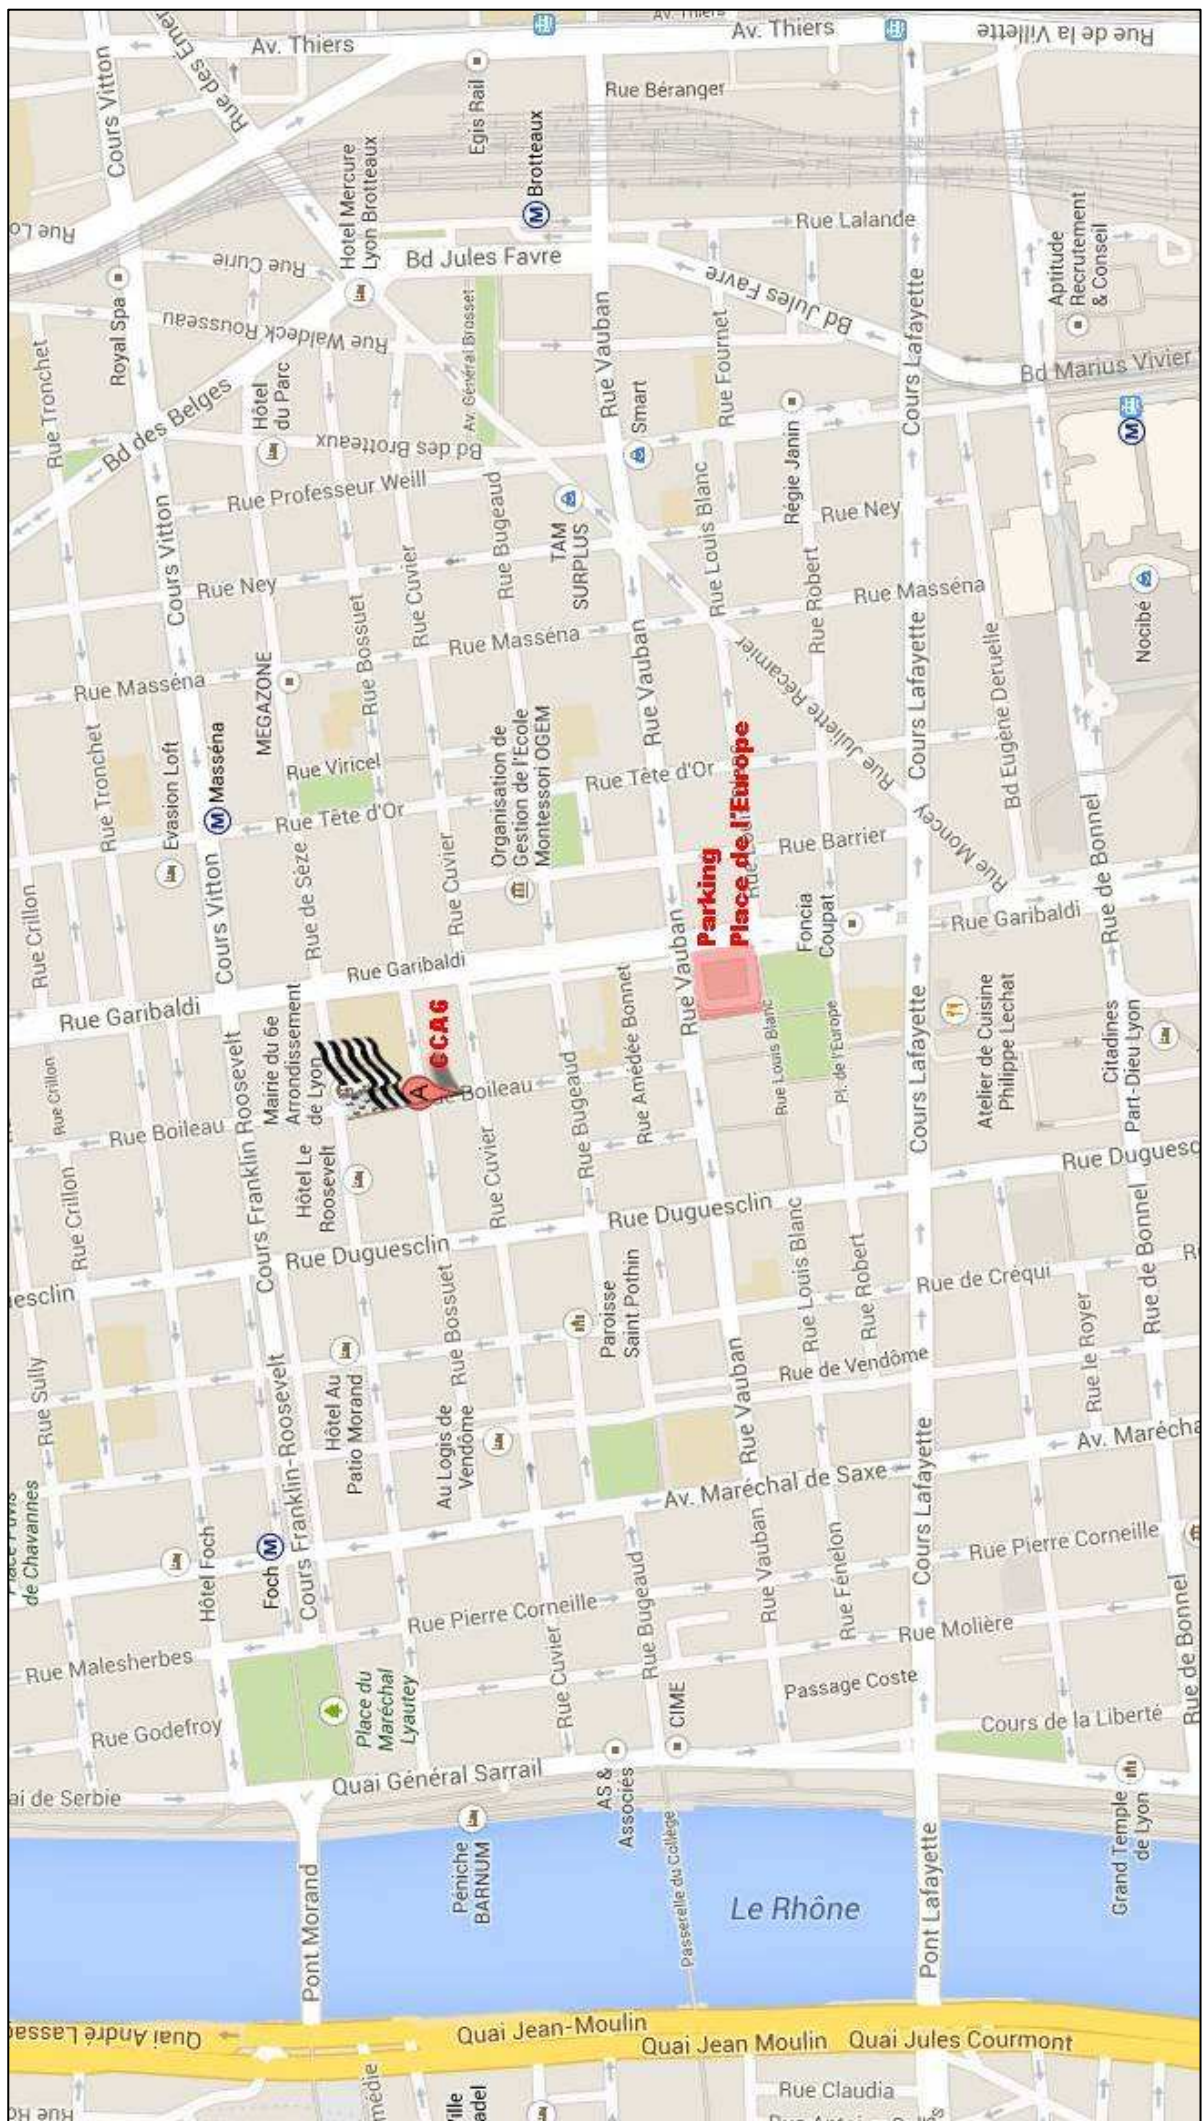 Av. Thiers
Av. Thiers
Av. Thiers
Rue de la Villette
Cours Vitton
Egis Rail
Rue Béranger
Brotteaux
Hotel Mercure
Lyon Brotteaux
Rue Lalande
Rue Curie
Bd Jules Favre
Royal Spa
Rue Waldeck Rousseau
Av. Général Brosset
Rue Vauban
Bd Jules Favre
Rue Fournet
Cours Lafayette
Aptitude
Recrutement
& Conseil
Bd Marius Vivier
Rue Tronchet
Bd des Belges
Hôtel
du Parc
Bd des Brotteaux
Smart
Régie Janin
Rue Professeur Weill
Cours Vitton
Rue Bugeaud
TAM
SURPLUS
Rue Louis Blanc
Rue Ney
Rue Ney
Rue Cuvier
Rue Bossuet
Rue Robert
Rue Masséna
Rue Masséna
Rue Masséna
Nocibé
MEGAZONE
Rue Vauban
Rue Juliette Récamier
Cours Lafayette
Bd Eugène Deruelle
Rue Tronchet
Evasion Loft
Masséna
Rue Viricel
Organisation de
Gestion de l'Ecole
Montessori OGEM
Rue Tête d'Or
Rue Tête d'Or
Parking
Place de l'Europe
Rue Barrier
Rue Moncey
Rue de Bonnel
Rue Crillon
Cours Vitton
Rue de Sèze
Rue Cuvier
Rue Garibaldi
Rue Garibaldi
Rue Garibaldi
Rue Vauban
Foncia
Coupat
Rue Crillon
Cours Franklin Roosevelt
Mairie du 6e
Arrondissement
de Lyon
CCAG
A
Boileau
Rue Boileau
Rue Amédée Bonnet
Rue Bugeaud
Rue Louis Blanc
Pl. de l'Europe
Cours Lafayette
Atelier de Cuisine
Philippe Lechat
Citadines
Part-Dieu Lyon
Hôtel Le
Roosevelt
Rue Cuvier
Rue Crillon
Rue Duguesclin
Rue Duguesclin
Rue Bossuet
Paroisse
Saint Pothin
Rue Louis Blanc
Rue Robert
Rue de Créqui
Rue de Bonnel
Rue Sully
Cours Franklin-Roosevelt
Hôtel Au
Patio Morand
Au Logis de
Vendôme
Rue de Vendôme
Rue Vauban
Rue le Royer
Av. Maréchal de Saxe
Cours Lafayette
de Chavannes
Hôtel Foch
Foch
Rue Pierre Corneille
Rue Pierre Corneille
Rue Bugeaud
Rue Vauban
Rue Fénelon
Rue Molière
Rue de Bonnel
Rue Malesherbes
Rue Godefroy
Place du
Maréchal
Lyautey
Rue Cuvier
CIME
Passage Coste
Cours de la Liberté
Quai Général Sarrail
AS &
Associés
Péniche
BARNUM
Passerelle du Collège
Grand Temple
de Lyon
Pont Morand
Le Rhône
Pont Lafayette
Quai Jean-Moulin
Quai Jean Moulin
Quai Jules Courmont
Rue Claudia